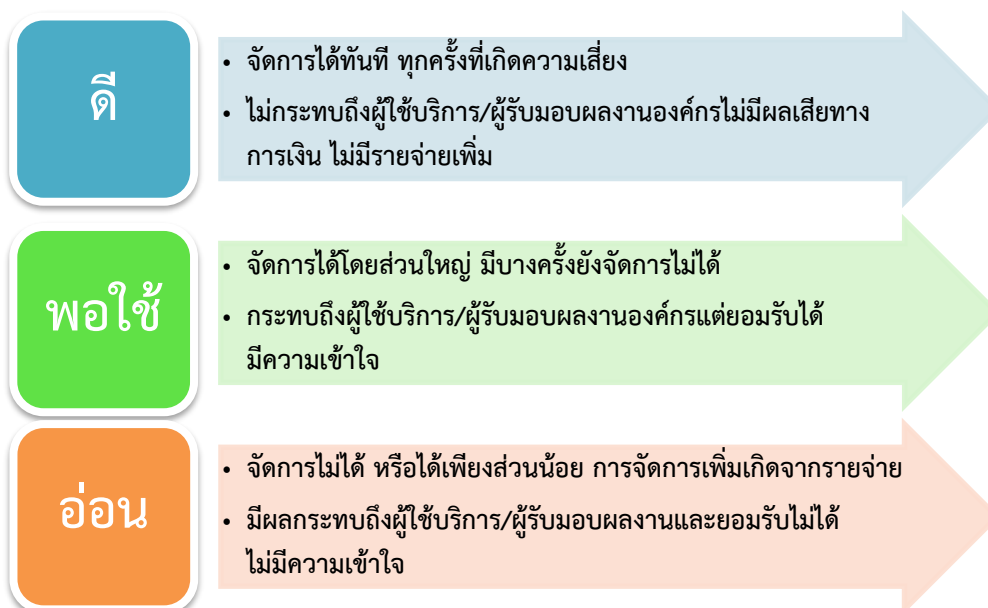 ดี
• จัดการได้ทันที ทุกครั้งที่เกิดความเสี่ยง
• ไม่กระทบถึงผู้ใช้บริการ/ผู้รับมอบผลงานองค์กรไม่มีผลเสียทาง
การเงิน ไม่มีรายจ่ายเพิ่ม
พอใช้
• จัดการได้โดยส่วนใหญ่ มีบางครั้งยังจัดการไม่ได้
• กระทบถึงผู้ใช้บริการ/ผู้รับมอบผลงานองค์กรแต่ยอมรับได้
มีความเข้าใจ
อ่อน
• จัดการไม่ได้ หรือได้เพียงส่วนน้อย การจัดการเพิ่มเกิดจากรายจ่าย
• มีผลกระทบถึงผู้ใช้บริการ/ผู้รับมอบผลงานและยอมรับไม่ได้
ไม่มีความเข้าใจ